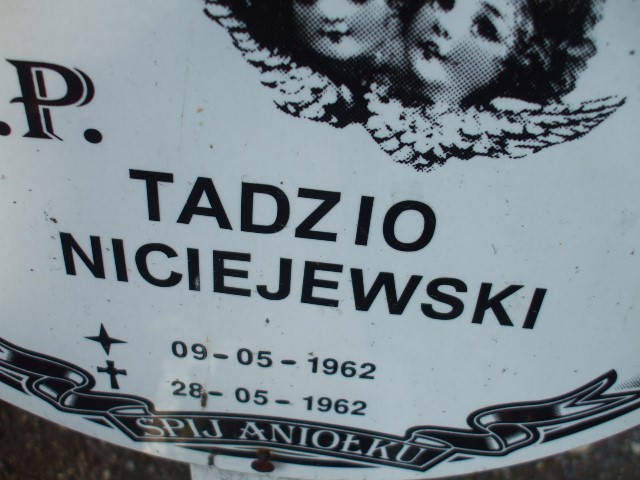 .P.
TADZIO
NICIEJEWSKI
09-05-1962
28-05-1962
ŚPIJ ANIOŁKU